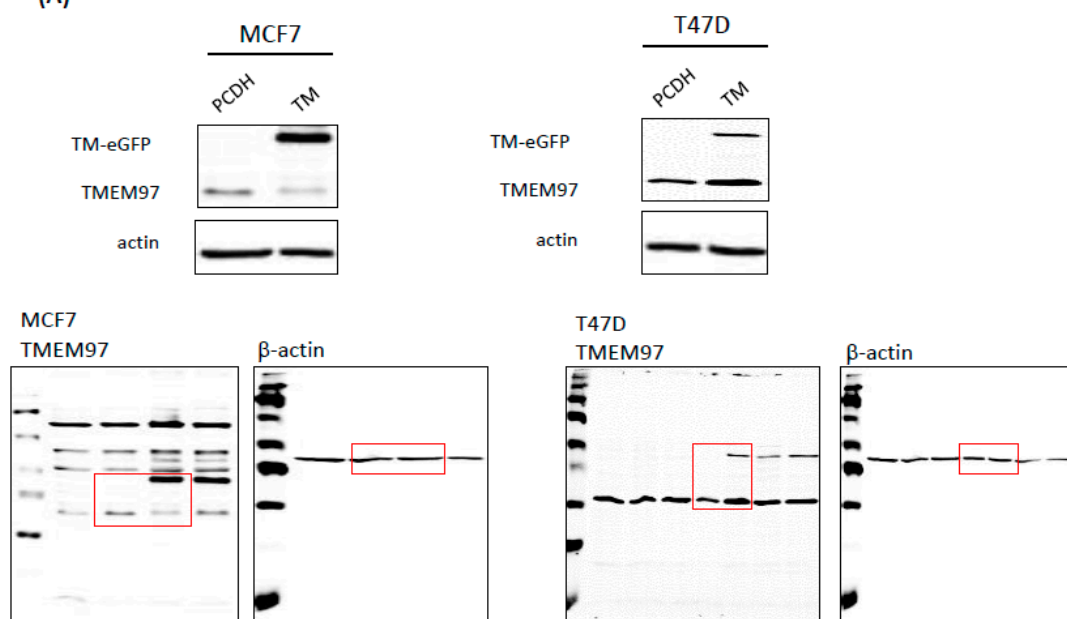 (A)
MCF7
PCDH TM
TM-eGFP
TMEM97
actin
T47D
PCDH TM
TM-eGFP
TMEM97
actin
MCF7
TMEM97
β-actin
T47D
TMEM97
β-actin